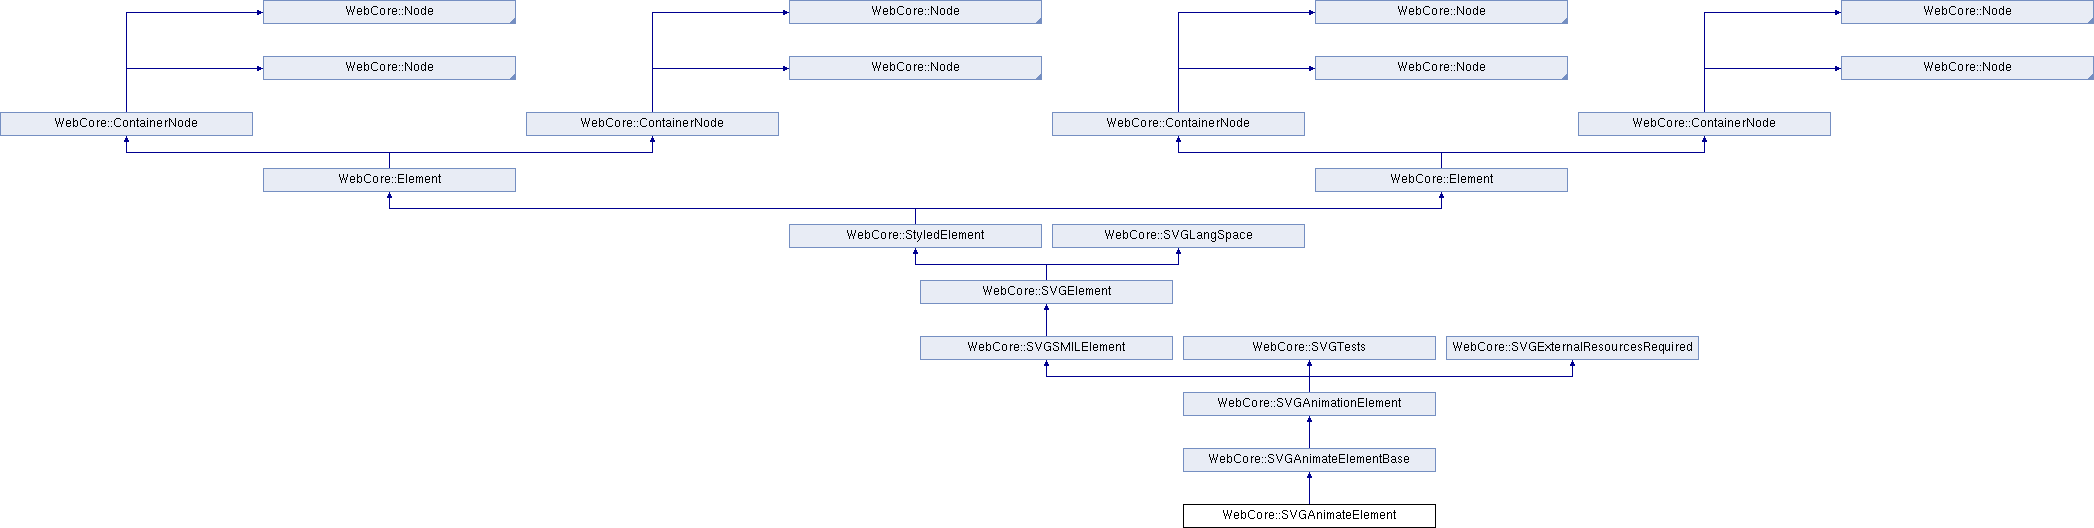 WebCore::Node
WebCore::Node
WebCore::Node
WebCore::Node
WebCore::Node
WebCore::Node
WebCore::Node
WebCore::Node
WebCore::ContainerNode
WebCore::ContainerNode
WebCore::ContainerNode
WebCore::ContainerNode
WebCore::Element
WebCore::Element
WebCore::StyledElement
WebCore::SVGLangSpace
WebCore::SVGElement
WebCore::SVGSMILElement
WebCore::SVGTests
WebCore::SVGExternalResourcesRequired
WebCore::SVGAnimationElement
WebCore::SVGAnimateElementBase
WebCore::SVGAnimateElement